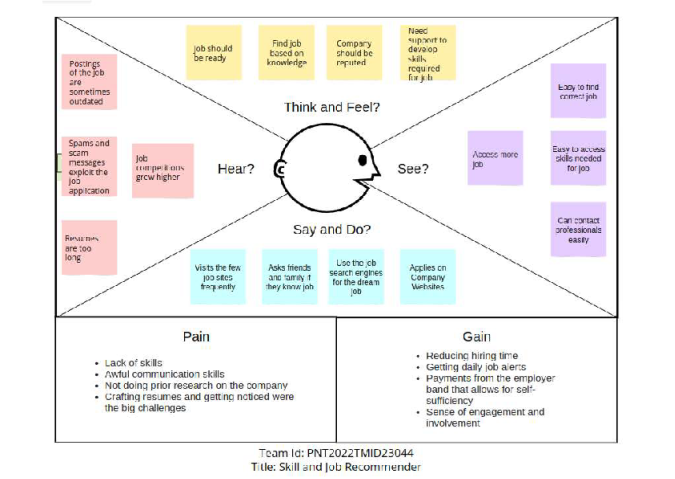 Job should
be ready
Find job
based on
knowledge
Company
should be
reputed
Need
support to
develop
skills
required
for job
Postings
of the job
are
sometimes
outdated
Easy to find
correct job
Think and Feel?
Spams and
scam
messages
exploit the
job
application
Job
competitions
grew higher
Hear?
See?
Access more
job
Easy to access
skills needed
for job
Resumes
are too
long
Say and Do?
Can contact
professionals
easily
Visits the few
job sites
frequently
Asks friends
and family if
they know job
Use the job
search engines
for the dream
job
Applies on
Company
Websites
Pain
• Lack of skills
• Awful communication skills
• Not doing prior research on the company
• Crafting resumes and getting noticed were
the big challenges
Gain
• Reducing hiring time
• Getting daily job alerts
• Payments from the employer
band that allows for self-
sufficiency
• Sense of engagement and
involvement
Team Id: PNT2022TMID23044
Title: Skill and Job Recommender